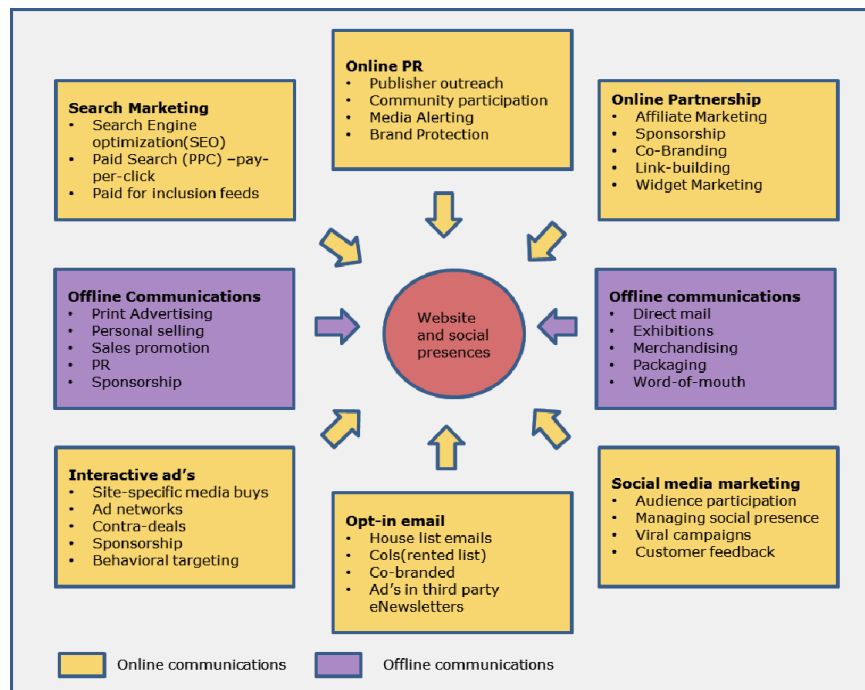 Online PR
• Publisher outreach
• Community participation
• Media Alerting
• Brand Protection
Search Marketing
• Search Engine
optimization(SEO)
• Paid Search (PPC) –pay-
per-click
• Paid for inclusion feeds
Online Partnership
• Affiliate Marketing
• Sponsorship
• Co-Branding
• Link-building
• Widget Marketing
Offline Communications
• Print Advertising
• Personal selling
• Sales promotion
• PR
• Sponsorship
Website
and social
presences
Offline communications
• Direct mail
• Exhibitions
• Merchandising
• Packaging
• Word-of-mouth
Interactive ad's
• Site-specific media buys
• Ad networks
• Contra-deals
• Sponsorship
• Behavioral targeting
Opt-in email
• House list emails
• Cols(rented list)
• Co-branded
• Ad's in third party
eNewsletters
Social media marketing
• Audience participation
• Managing social presence
• Viral campaigns
• Customer feedback
Online communications
Offline communications